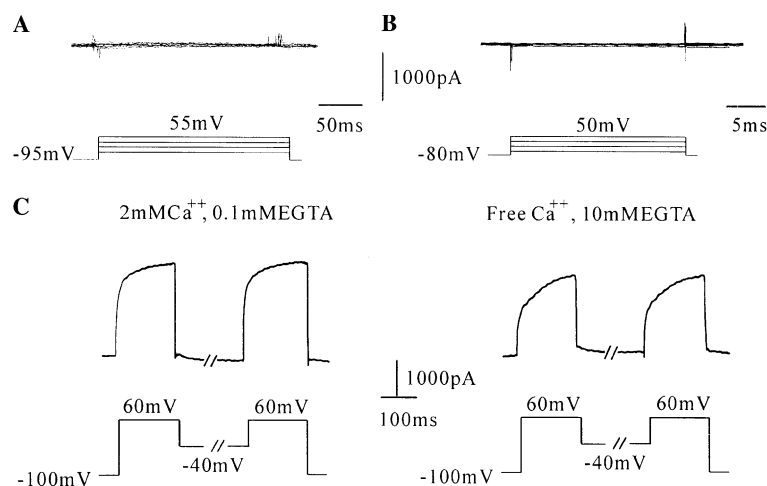 A
B
1000pA
55mV
50ms
50mV
5ms
-95mV
-80mV
C
2mMCa++, 0.1mMEGTA
Free Ca++, 10mMEGTA
1000pA
100ms
60mV
60mV
60mV
60mV
-40mV
-40mV
-100mV
-100mV